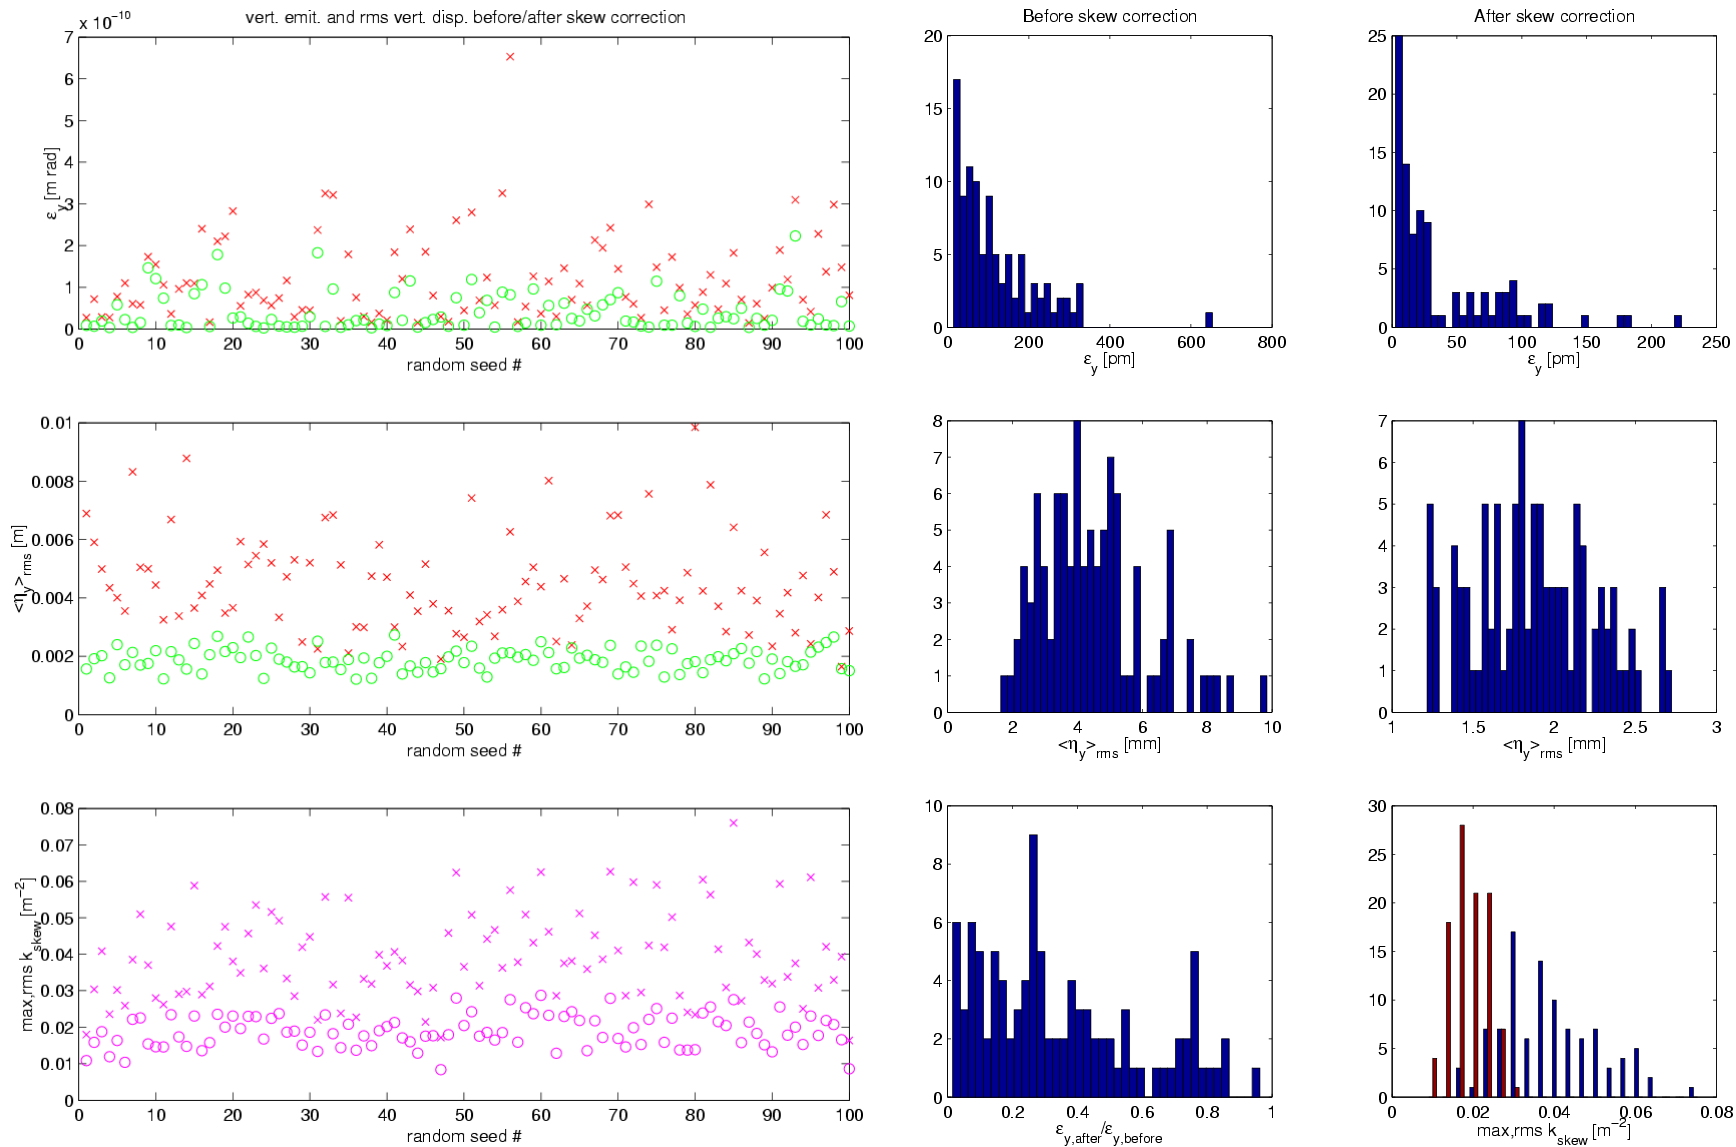 vert. emit. and rms vert. disp. before/after skew correction
x 10⁻¹⁰
7
6
5
4
3
2
1
0
ε_y [m rad]
0 10 20 30 40 50 60 70 80 90 100
random seed #
Before skew correction
20
15
10
5
0
0 200 400 600 800
ε_y [pm]
After skew correction
25
20
15
10
5
0
0 50 100 150 200 250
ε_y [pm]
0.01
0.008
0.006
0.004
0.002
0
<η_y>_rms [m]
0 10 20 30 40 50 60 70 80 90 100
random seed #
8
7
6
5
4
3
2
1
0
0 2 4 6 8 10
<η_y>_rms [mm]
7
6
5
4
3
2
1
0
1 1.5 2 2.5 3
<η_y>_rms [mm]
0.08
0.07
0.06
0.05
0.04
0.03
0.02
0.01
0
max,rms k_skew [m⁻²]
0 10 20 30 40 50 60 70 80 90 100
random seed #
10
8
6
4
2
0
0 0.2 0.4 0.6 0.8 1
ε_y,after/ε_y,before
30
25
20
15
10
5
0
0 0.02 0.04 0.06 0.08
max,rms k_skew [m⁻²]